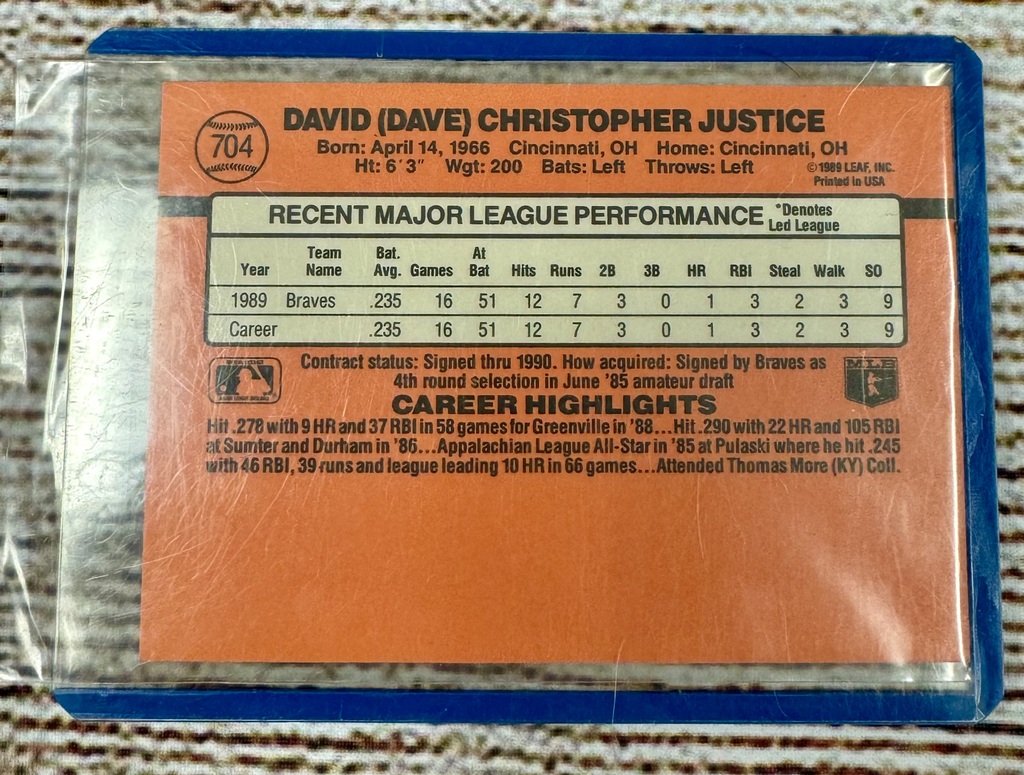 704
DAVID (DAVE) CHRISTOPHER JUSTICE
Born: April 14, 1966 Cincinnati, OH Home: Cincinnati, OH
Ht: 6'3" Wgt: 200 Bats: Left Throws: Left
©1989 LEAF, INC.
Printed in USA
RECENT MAJOR LEAGUE PERFORMANCE *Denotes Led League
Year Team Name Bat. Avg. Games At Bat Hits Runs 2B 3B HR RBI Steal Walk SO
1989 Braves .235 16 51 12 7 3 0 1 3 2 3 9
Career .235 16 51 12 7 3 0 1 3 2 3 9
Contract status: Signed thru 1990. How acquired: Signed by Braves as
4th round selection in June '85 amateur draft
MLB
CAREER HIGHLIGHTS
Hit .278 with 9 HR and 37 RBI in 58 games for Greenville in '88...Hit .290 with 22 HR and 105 RBI
at Sumter and Durham in '86...Appalachian League All-Star in '85 at Pulaski where he hit .245
with 46 RBI, 39 runs and league leading 10 HR in 66 games...Attended Thomas More (KY) Coll.